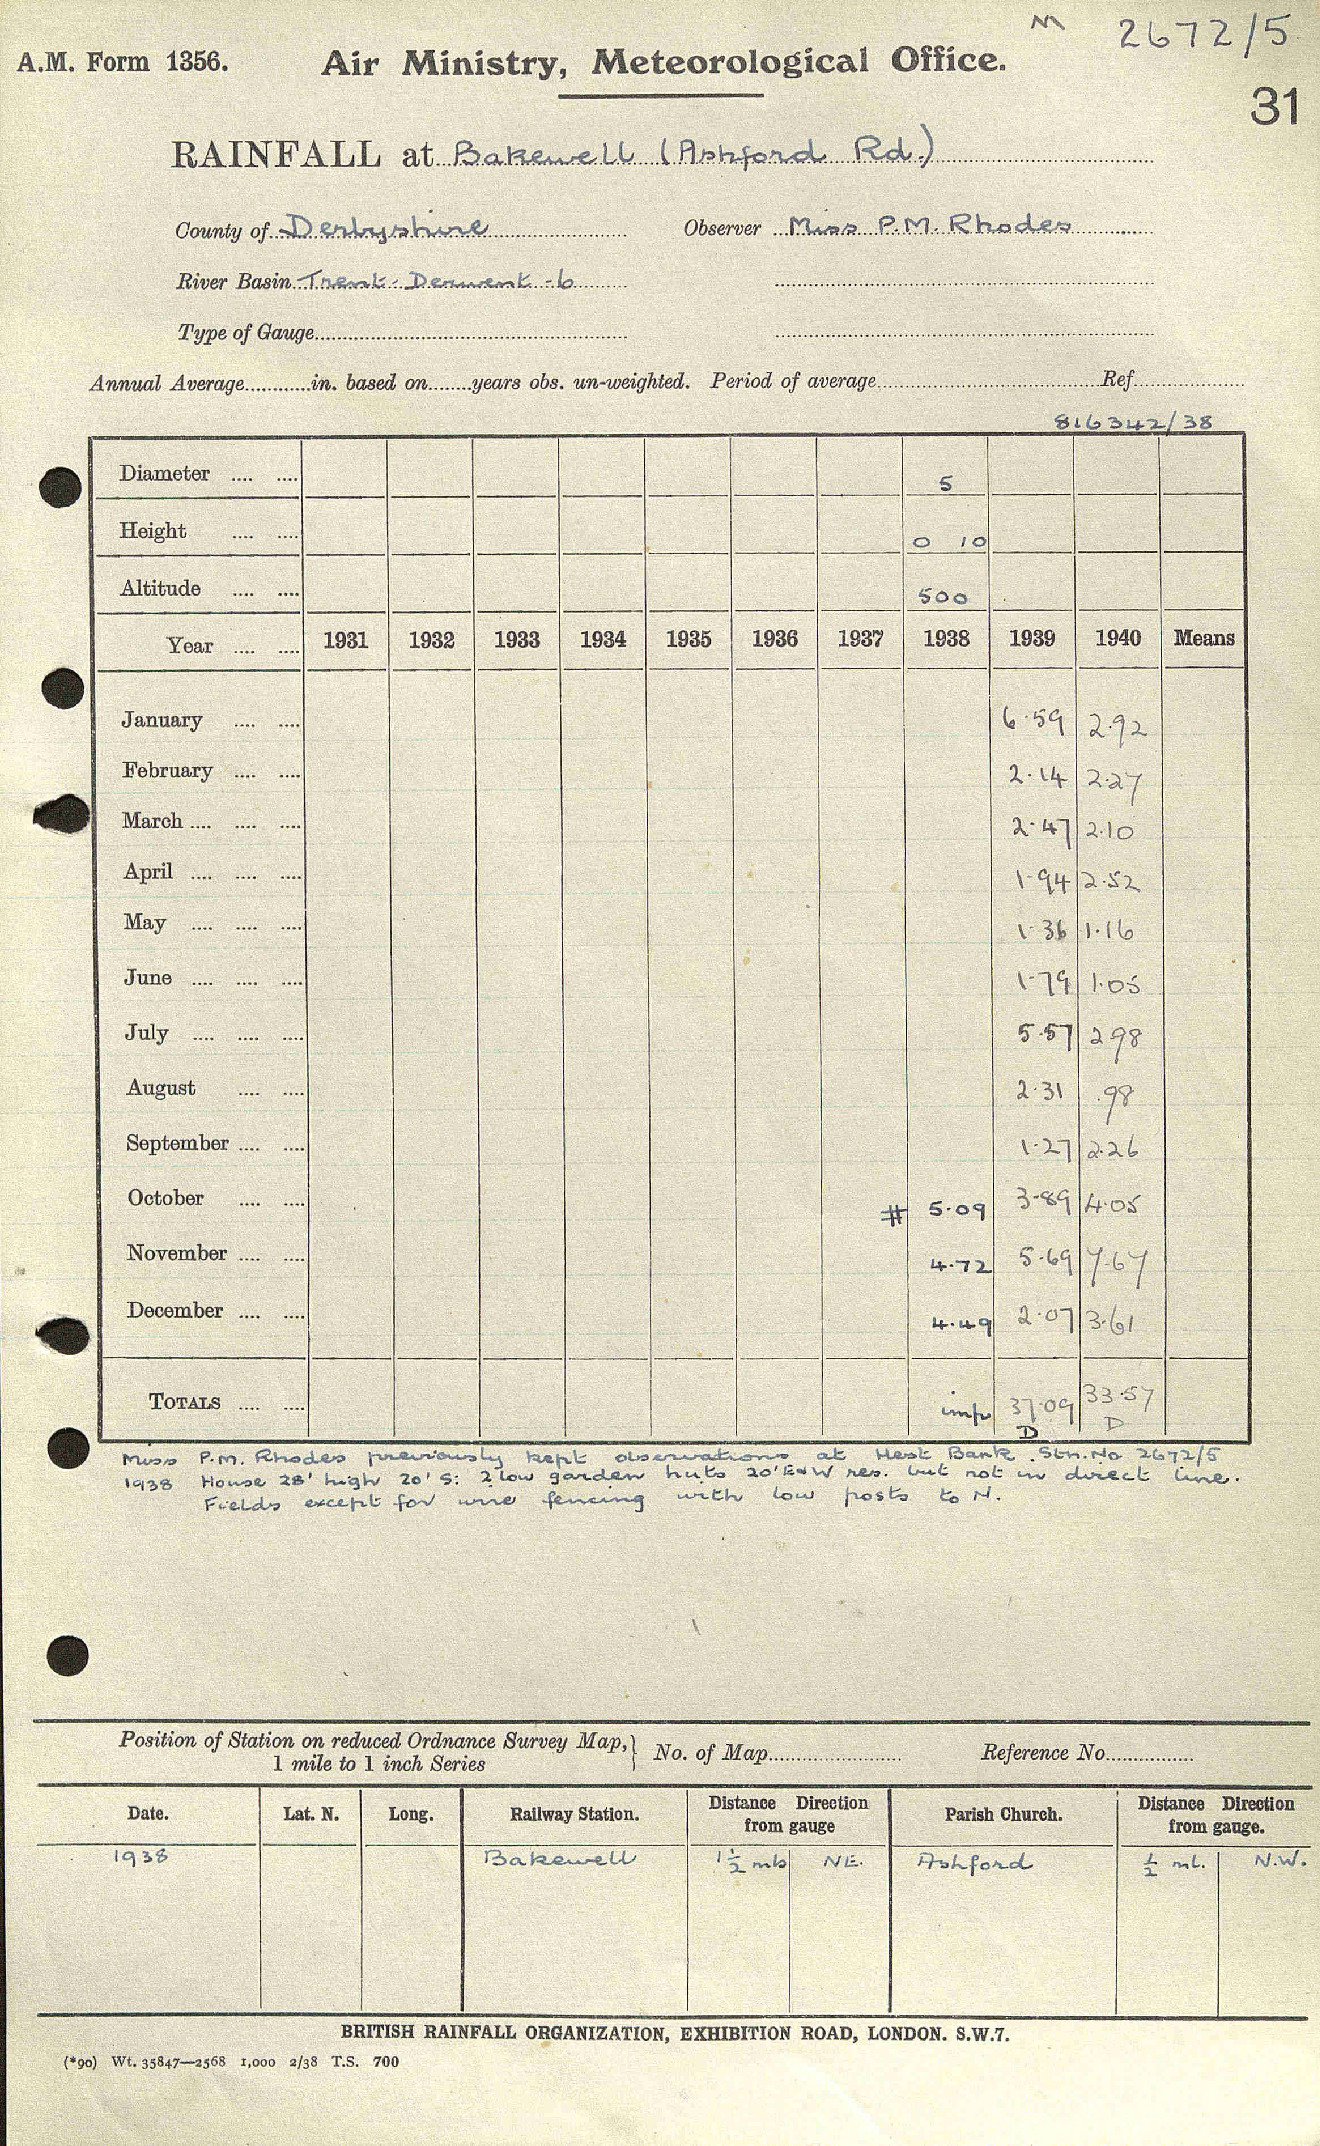 M 2672/5
A.M. Form 1356. Air Ministry, Meteorological Office.
31
RAINFALL at Bakewell (Ashford Rd.)
County of Derbyshire Observer Miss P.M. Rhodes
River Basin Trent - Derwent - 6
Type of Gauge
Annual Average in. based on years obs. un-weighted. Period of average Ref.
816342/38
Diameter .... .... 5
Height .... .... 0 10
Altitude .... .... 500
Year .... .... 1931 1932 1933 1934 1935 1936 1937 1938 1939 1940 Means
January .... .... 6.59 2.92
February .... .... 2.14 2.27
March .... .... .... 2.47 2.10
April .... .... .... 1.94 2.52
May .... .... .... 1.36 1.16
June .... .... .... 1.79 1.05
July .... .... .... 5.57 2.98
August .... .... 2.31 .98
September .... .... 1.27 2.26
October .... .... # 5.09 3.89 4.05
November .... .... 4.72 5.69 7.67
December .... .... 4.49 2.07 3.61
TOTALS .... .... imp 37.09 33.57
D D
Miss P.M. Rhodes previously kept observations at Hest Bank. Stn. No 2672/5
1938 House 28' high 20' S: 2 low garden huts 20' E & W res. but not in direct line.
Fields except for wire fencing with low posts to N.
Position of Station on reduced Ordnance Survey Map, } No. of Map Reference No.
1 mile to 1 inch Series
Date. Lat. N. Long. Railway Station. Distance Direction from gauge Parish Church. Distance Direction from gauge.
1938 Bakewell 1½ mls NE. Ashford ½ ml. N.W.
BRITISH RAINFALL ORGANIZATION, EXHIBITION ROAD, LONDON. S.W.7.
(*90) Wt. 35847—2568 1,000 2/38 T.S. 700